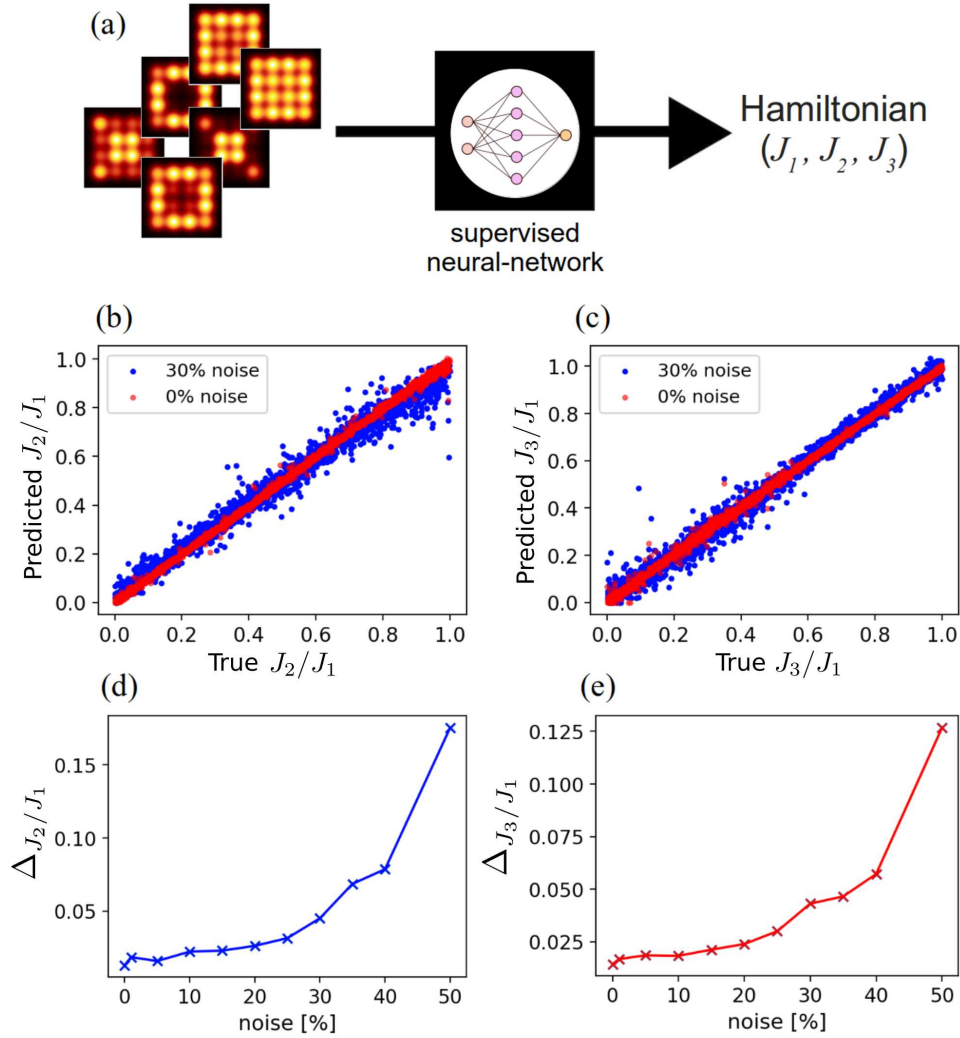 (a)
Hamiltonian
(J₁, J₂, J₃)
supervised
neural-network
(b)
30% noise
0% noise
Predicted J₂/J₁
1.0
0.8
0.6
0.4
0.2
0.0
0.0 0.2 0.4 0.6 0.8 1.0
True J₂/J₁
(c)
30% noise
0% noise
Predicted J₃/J₁
1.0
0.8
0.6
0.4
0.2
0.0
0.0 0.2 0.4 0.6 0.8 1.0
True J₃/J₁
(d)
Δ_{J₂/J₁}
0.15
0.10
0.05
0 10 20 30 40 50
noise [%]
(e)
Δ_{J₃/J₁}
0.125
0.100
0.075
0.050
0.025
0 10 20 30 40 50
noise [%]